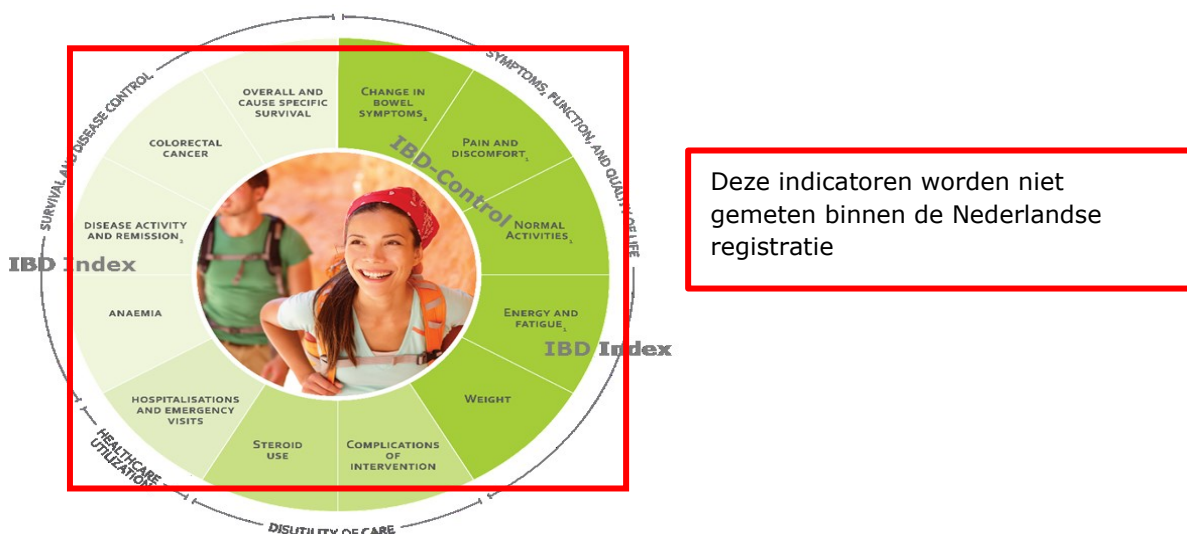 SURVIVAL AND DISEASE CONTROL
SYMPTOMS, FUNCTION, AND QUALITY OF LIFE
OVERALL AND
CAUSE SPECIFIC
SURVIVAL
CHANGE IN
BOWEL
SYMPTOMS
COLORECTAL
CANCER
PAIN AND
DISCOMFORT
IBD-Control
DISEASE ACTIVITY
AND REMISSION
NORMAL
ACTIVITIES
IBD Index
ANAEMIA
ENERGY AND
FATIGUE
IBD Index
HOSPITALISATIONS
AND EMERGENCY
VISITS
WEIGHT
STEROID
USE
COMPLICATIONS
OF
INTERVENTION
HEALTHCARE
UTILIZATION
DISUTILITY OF CARE
Deze indicatoren worden niet
gemeten binnen de Nederlandse
registratie